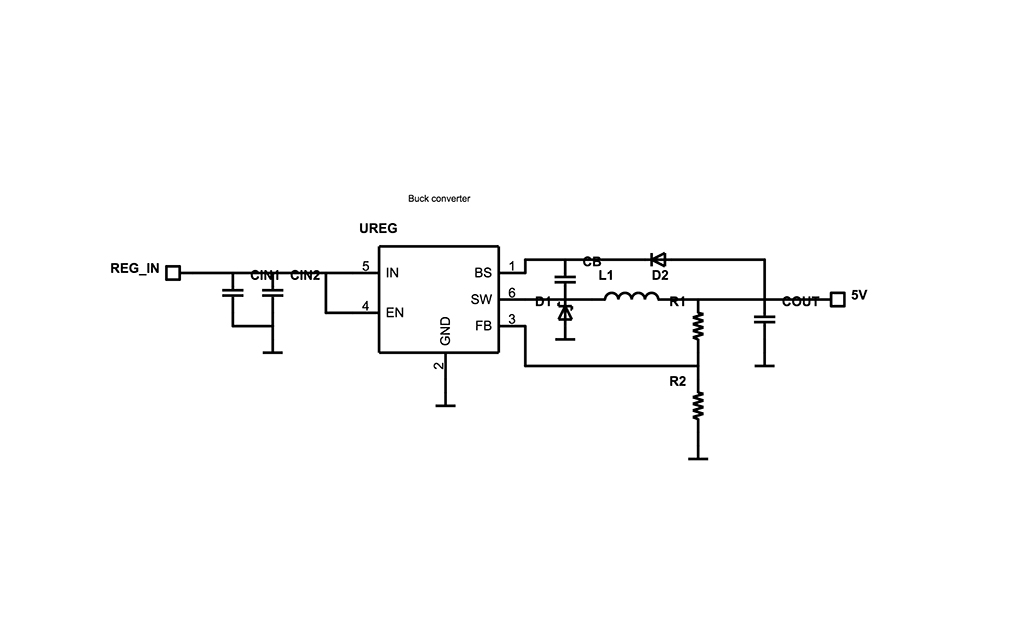 Buck converter
UREG
REG_IN
CIN1
CIN2
5
IN
4
EN
GND
2
BS
1
SW
6
FB
3
CB
L1
D2
D1
R1
COUT
5V
R2